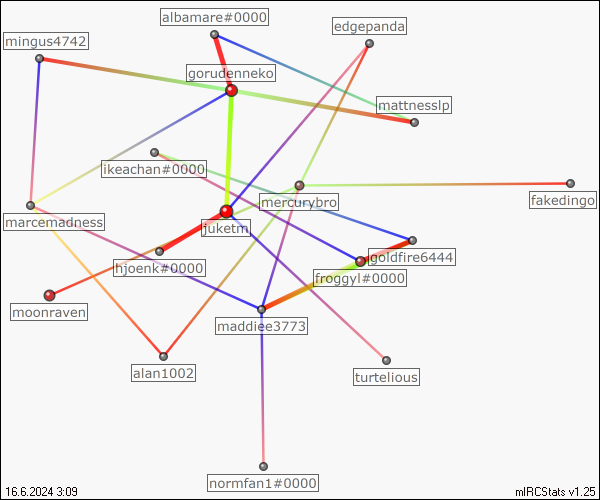 albamare#0000
edgepanda
mingus4742
gorudenneko
mattnesslp
ikeachan#0000
mercurybro
fakedingo
marcemadness
juketm
goldfire6444
hjoenk#0000
froggyl#0000
moonraven
maddiee3773
alan1002
turtelious
normfan1#0000
16.6.2024 3:09
mIRCStats v1.25